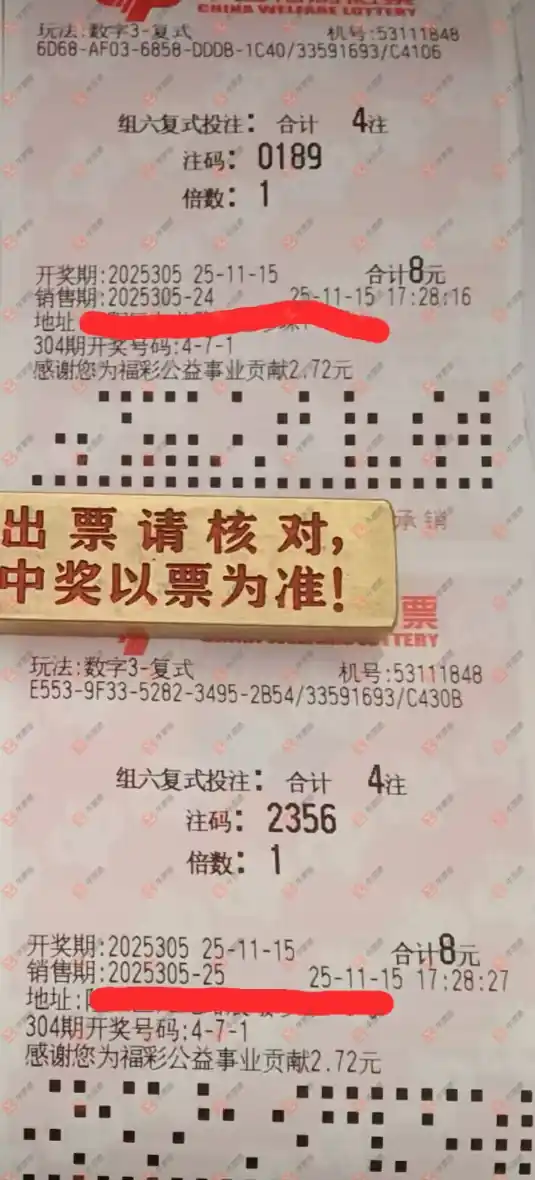 CHINA WELFARE LOTTERY
玩法:数字3-复式 机号:53111848
6D68-AF03-6858-DDDB-1C40/33591693/C4106
组六复式投注: 合计 4注
注码: 0189
倍数: 1
开奖期:2025305 25-11-15 合计8元
销售期:2025305-24 25-11-15 17:28:16
地址
304期开奖号码:4-7-1
感谢您为福彩公益事业贡献2.72元
承销
出票请核对,
中奖以票为准!
票
LOTTERY
玩法:数字3-复式 机号:53111848
E553-9F33-5282-3495-2B54/33591693/C430B
组六复式投注: 合计 4注
注码: 2356
倍数: 1
开奖期:2025305 25-11-15 合计8元
销售期:2025305-25 25-11-15 17:28:27
地址:
304期开奖号码:4-7-1
感谢您为福彩公益事业贡献2.72元